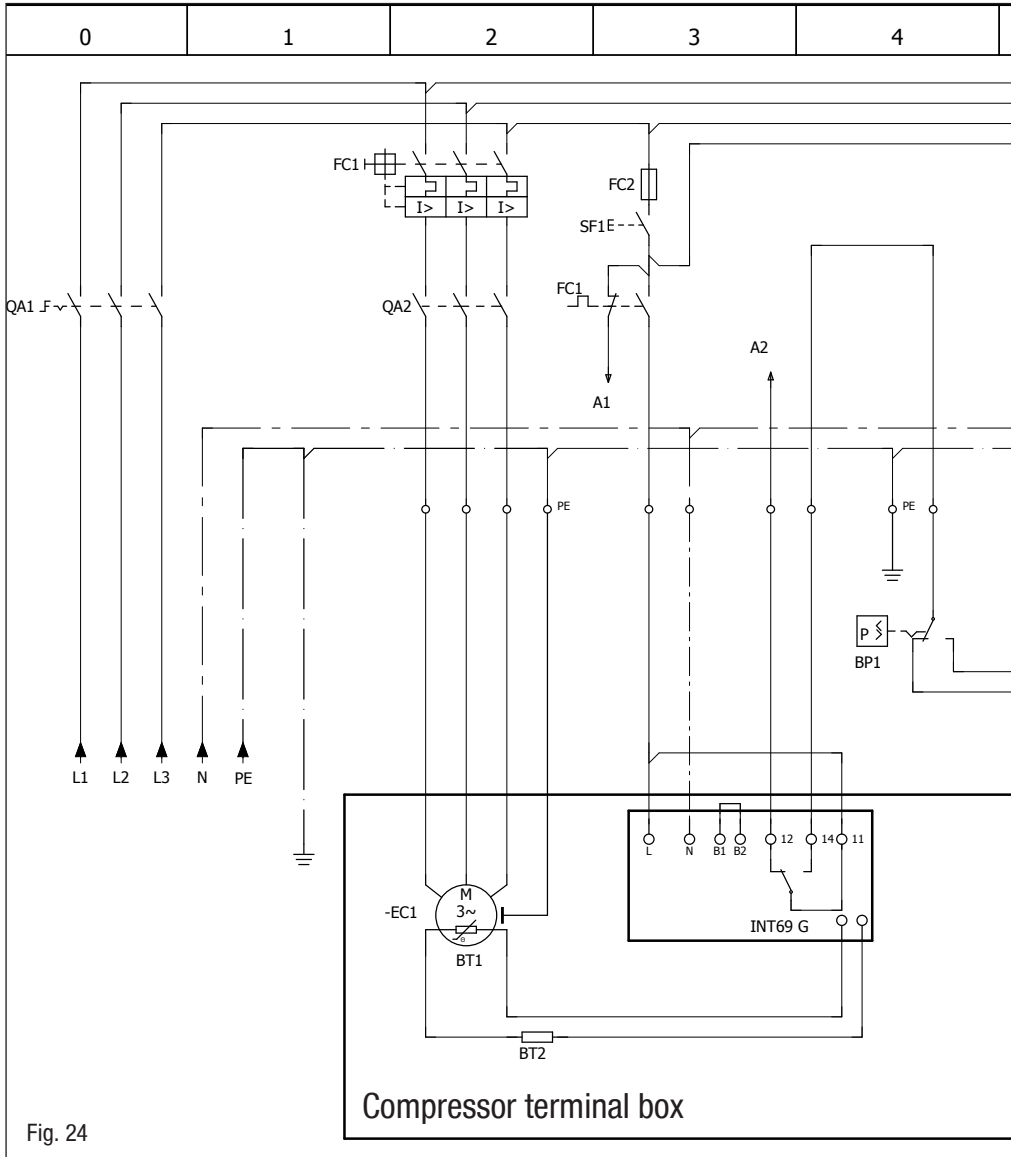 0 1 2 3 4
FC1
I> I> I>
FC2
SF1E
QA1
QA2
FC1
A1
A2
PE
PE
P
BP1
L1 L2 L3 N PE
L N B1 B2 12 14 11
INT69 G
-EC1
M
3~
θ
BT1
BT2
Compressor terminal box
Fig. 24